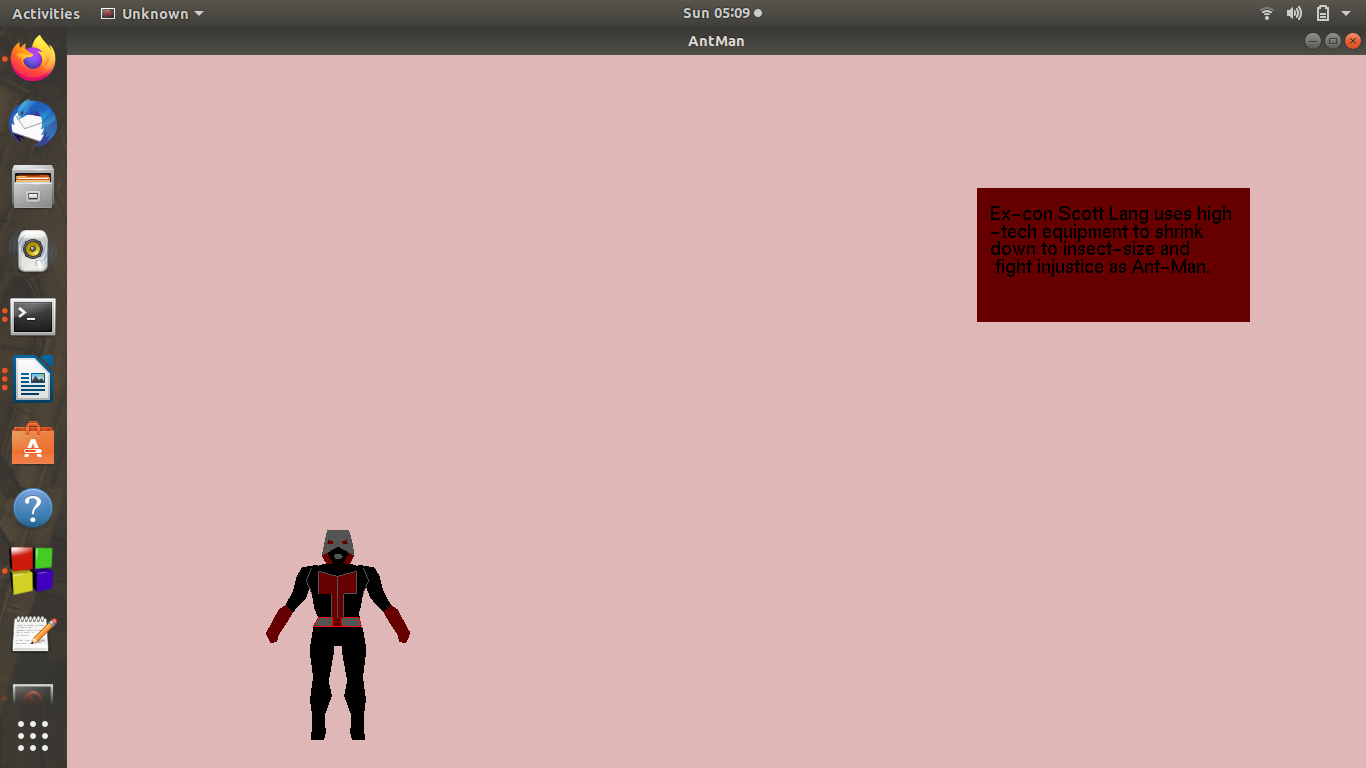 Activities Unknown Sun 05:09
AntMan
Ex-con Scott Lang uses high
-tech equipment to shrink
down to insect-size and
fight injustice as Ant-Man.